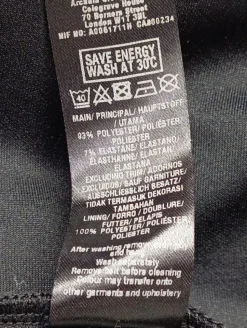 Colegrave House
70 Berners Street
London W1T 3NL
SAVE ENERGY
WASH AT 30°C
40
MAIN/ PRINCIPAL/ HAUPTSTOFF
/ UTAMA
93% POLYESTER/ POLIÉSTER/
POLYESTER
7% ELASTANE/ ELASTANO/
ELASTHANNE/ ELASTAN/
ELASTANA
EXCLUDING TRIM/ ADORNOS
EXCLUIDOS/ SAUF GARNITURE/
AUSSCHLIESSLICH BESATZ/
TIDAK TERMASUK DEKORASI
TAMBAHAN
LINING/ FORRO/ DOUBLURE/
FUTTER/ PELAPIS
100% POLYESTER/ POLIÉSTER/
POLYESTER
After washing
Wash separately
Remove belt before cleaning
Colour may transfer onto
other garments and upholstery